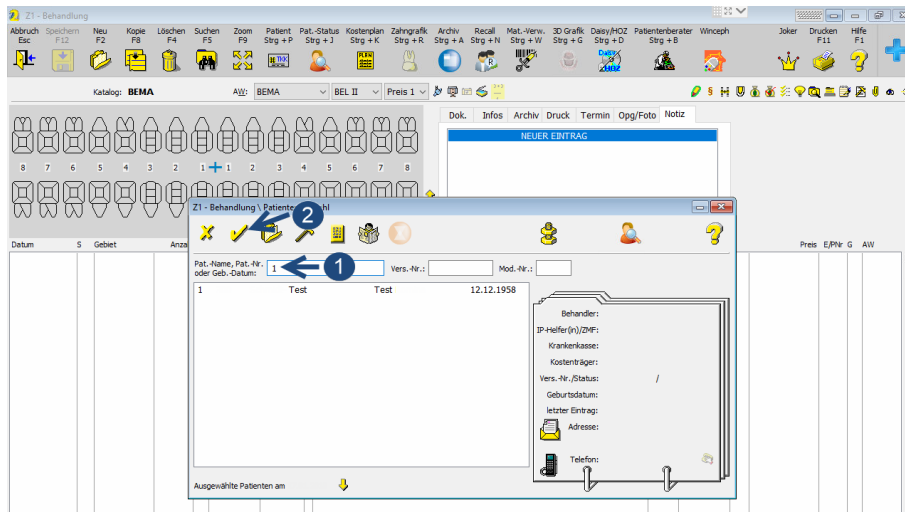 Z1 - Behandlung
Abbruch Speichern Neu Kopie Löschen Suchen Zoom Patient Pat.-Status Kostenplan Zahngrafik Archiv Recall Mat.-Verw. 3D Grafik Daisy/HOZ Patientenberater Winceph Joker Drucken Hilfe
Esc F12 F2 F8 F4 F5 F9 Strg + P Strg + J Strg + K Strg + R Strg + A Strg + N Strg + W Strg + G Strg + D Strg + B F11 F1
Katalog: BEMA AW: BEMA BEL II Preis 1
Dok. Infos Archiv Druck Termin Opg/Foto Notiz
NEUER EINTRAG
8 7 6 5 4 3 2 1 1 2 3 4 5 6 7 8
Z1 - Behandlung \ Patiente
2
Datum S Gebiet Anza
Preis E/PNr G AW
Pat.-Name, Pat.-Nr.
oder Geb.-Datum: 1 1 Vers.-Nr.: Mod.-Nr.:
1 Test Test 12.12.1958
Behandler:
IP-Helfer(in)/ZMF:
Krankenkasse:
Kostenträger:
Vers.-Nr./Status: /
Geburtsdatum:
letzter Eintrag:
Adresse:
Telefon:
Ausgewählte Patienten am